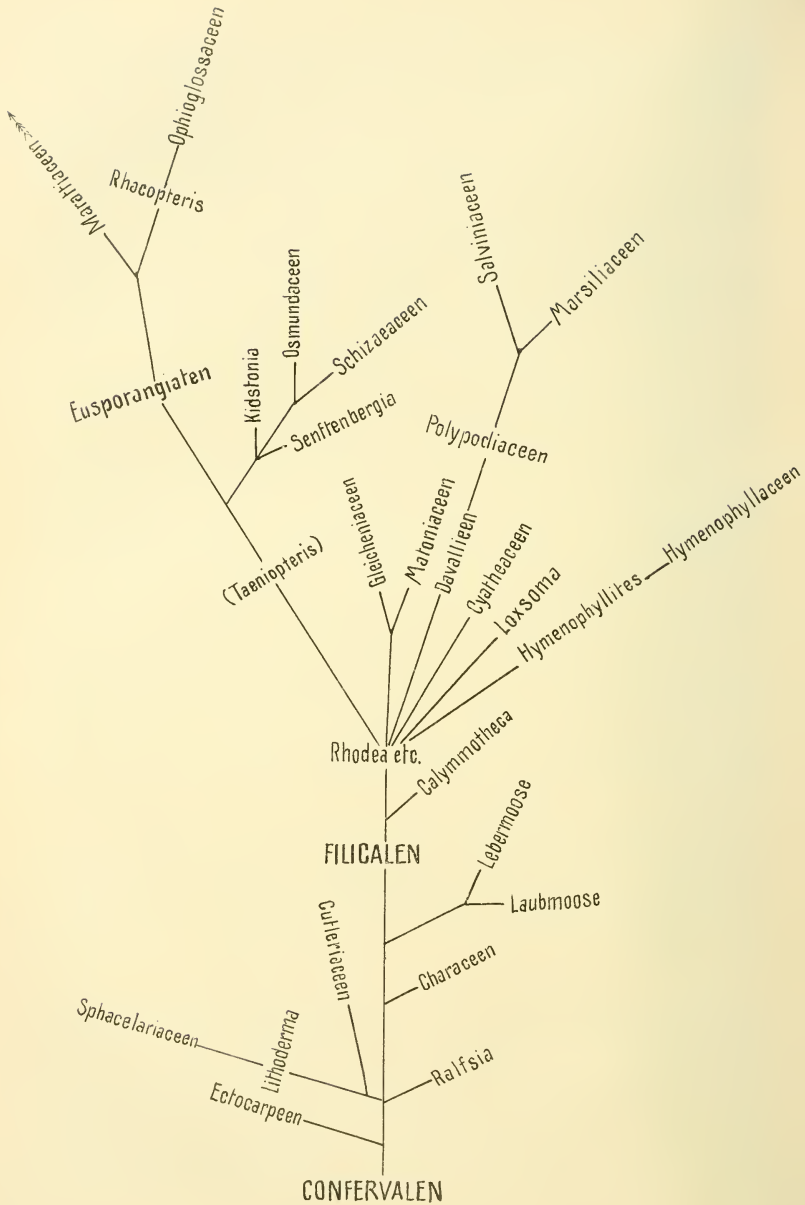 Ophioglossaceen
Marattiaceen
Rhacopteris
Salviniaceen
Marsiliaceen
Osmundaceen
Schizaeaceen
Kidstonia
Eusporangiaten
Senftenbergia
Polypodiaceen
Gleicheniaceen
Matoniaceen
Davallieen
Hymenophyllaceen
Cyatheaceen
(Taeniopteris)
Loxsoma
Hymenophyllites
Rhodea etc.
Calymmotheca
Lebermoose
FILICALEN
Laubmoose
Cutleriaceen
Characeen
Sphacelariaceen
Lithoderma
Ralfsia
Ectocarpeen
CONFERVALEN